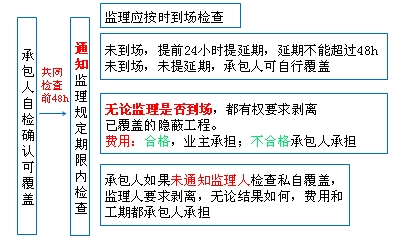 承包人自检确认可覆盖
共同
检查
前48h
通知监理规定期限内检查
监理应按时到场检查
未到场，提前24小时提延期，延期不能超过48h
未到场，未提延期，承包人可自行覆盖
无论监理是否到场，都有权要求剥离
已覆盖的隐蔽工程。
费用：合格，业主承担；不合格承包人承担
承包人如果未通知监理人检查私自覆盖，
监理人要求剥离，无论结果如何，费用和
工期都承包人承担